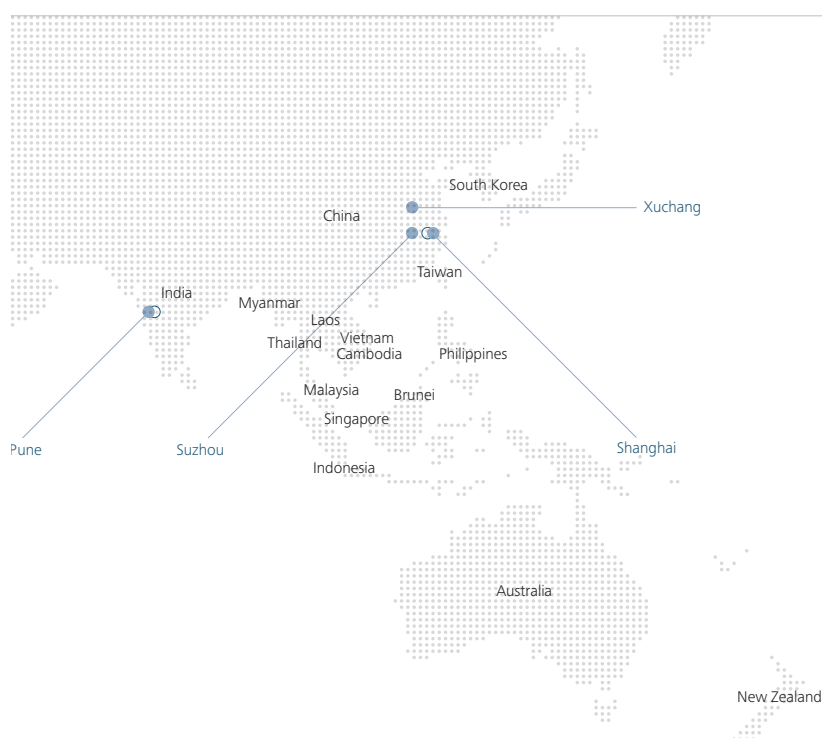 South Korea
Xuchang
China
Taiwan
India
Myanmar
Laos
Thailand
Vietnam
Cambodia
Philippines
Malaysia
Brunei
Singapore
Pune
Suzhou
Shanghai
Indonesia
Australia
New Zealand